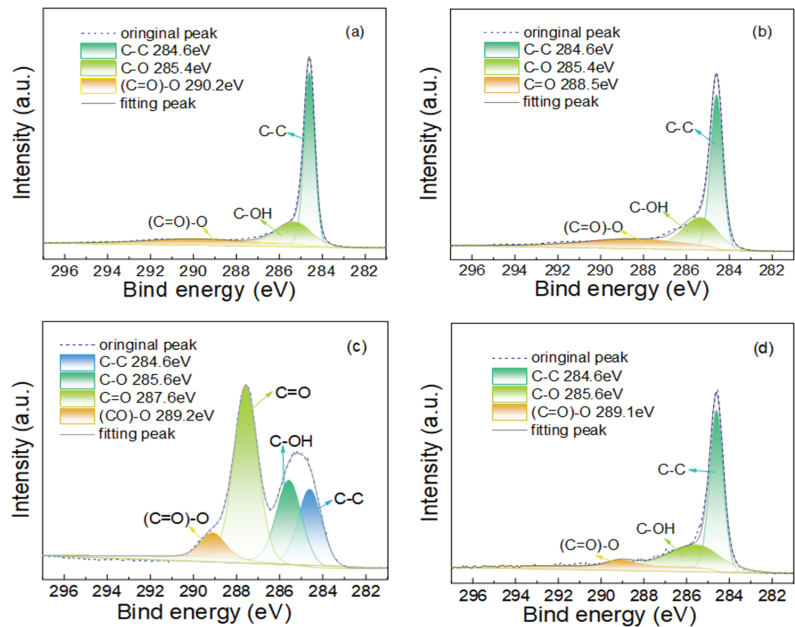 (a)
oringinal peak
C-C 284.6eV
C-O 285.4eV
(C=O)-O 290.2eV
fitting peak
C-C
C-OH
(C=O)-O
Intensity (a.u.)
296 294 292 290 288 286 284 282
Bind energy (eV)
(b)
oringinal peak
C-C 284.6eV
C-O 285.4eV
C=O 288.5eV
fitting peak
C-C
C-OH
(C=O)-O
Intensity (a.u.)
296 294 292 290 288 286 284 282
Bind energy (eV)
(c)
oringinal peak
C-C 284.6eV
C-O 285.6eV
C=O 287.6eV
(CO)-O 289.2eV
fitting peak
C=O
C-OH
C-C
(C=O)-O
Intensity (a.u.)
296 294 292 290 288 286 284 282
Bind energy (eV)
(d)
oringinal peak
C-C 284.6eV
C-O 285.6eV
(C=O)-O 289.1eV
fitting peak
C-C
C-OH
(C=O)-O
Intensity (a.u.)
296 294 292 290 288 286 284 282
Bind energy (eV)